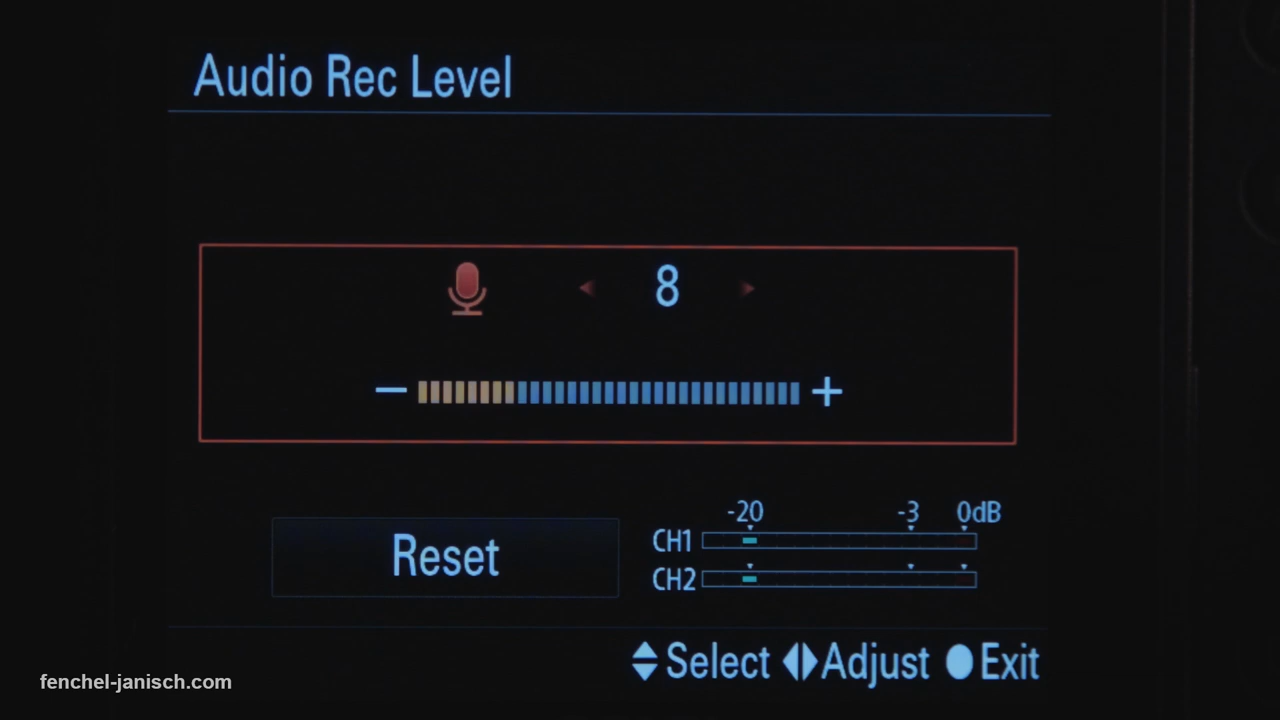 Audio Rec Level
8
− +
Reset
-20 -3 0dB
CH1
CH2
Select Adjust Exit
fenchel-janisch.com